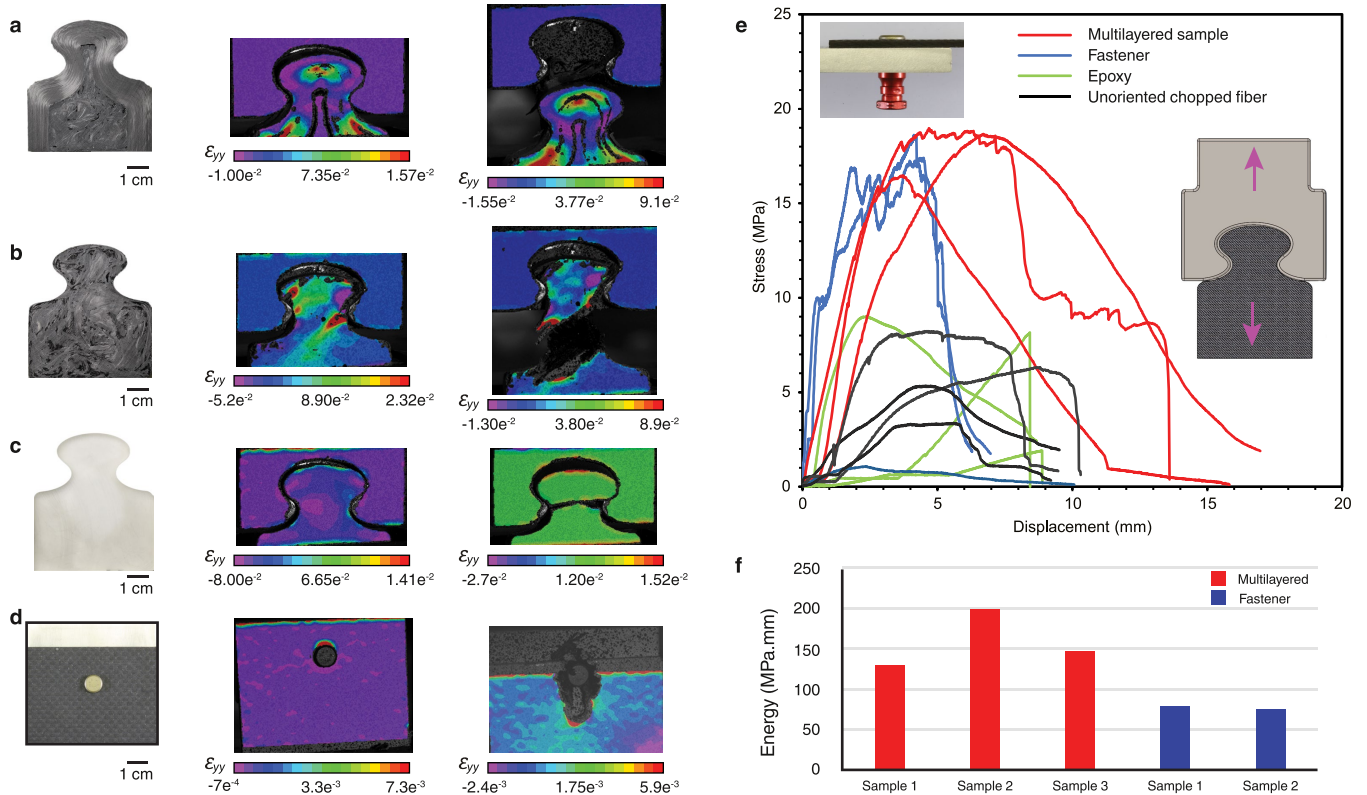 a
1 cm
εyy
-1.00e-2 7.35e-2 1.57e-2
εyy
-1.55e-2 3.77e-2 9.1e-2
b
1 cm
εyy
-5.2e-2 8.90e-2 2.32e-2
εyy
-1.30e-2 3.80e-2 8.9e-2
c
1 cm
εyy
-8.00e-2 6.65e-2 1.41e-2
εyy
-2.7e-2 1.20e-2 1.52e-2
d
1 cm
εyy
-7e-4 3.3e-3 7.3e-3
εyy
-2.4e-3 1.75e-3 5.9e-3
e
Stress (MPa)
25
20
15
10
5
0
0 5 10 15 20
Displacement (mm)
Multilayered sample
Fastener
Epoxy
Unoriented chopped fiber
f
Energy (MPa.mm)
250
200
150
100
50
0
Multilayered
Fastener
Sample 1 Sample 2 Sample 3 Sample 1 Sample 2